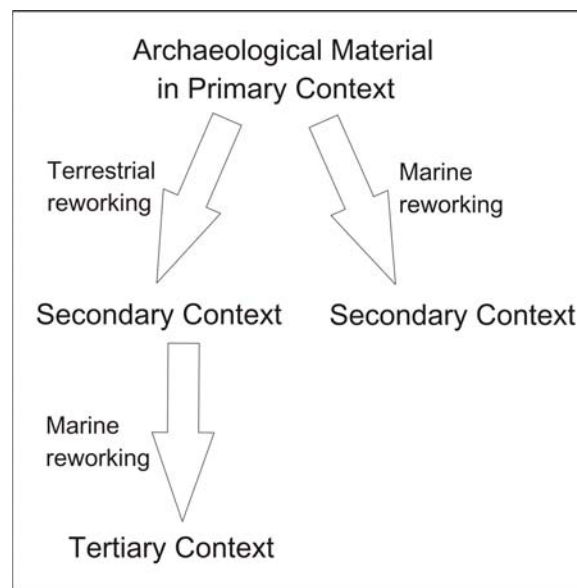 Archaeological Material
in Primary Context
Terrestrial
reworking
Marine
reworking
Secondary Context
Secondary Context
Marine
reworking
Tertiary Context